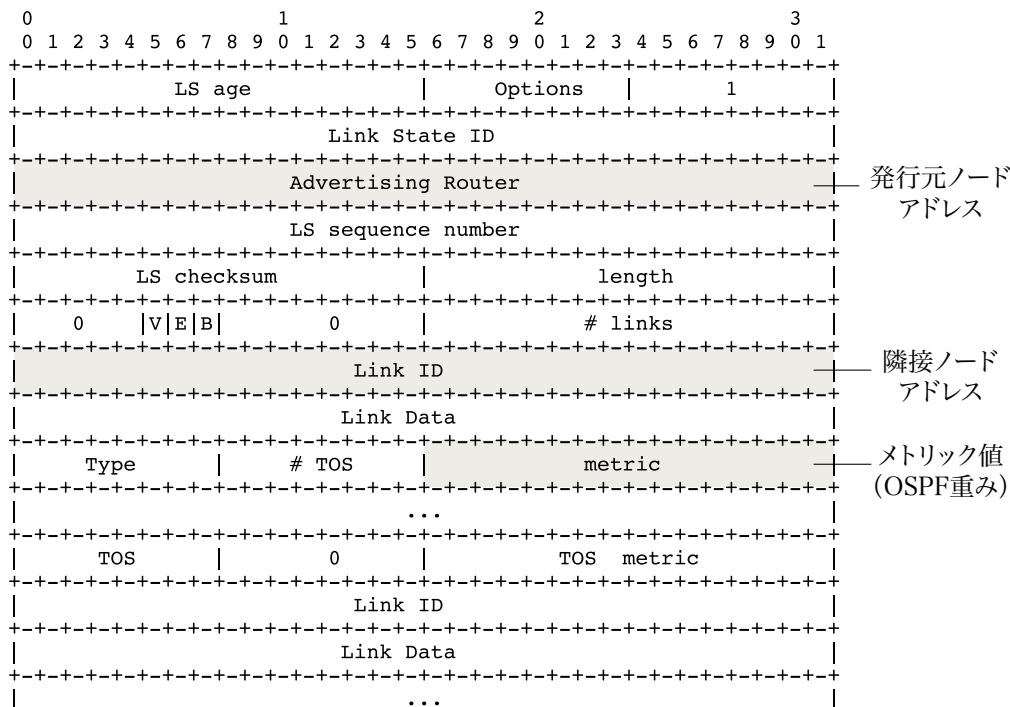 0                   1                   2                   3
0 1 2 3 4 5 6 7 8 9 0 1 2 3 4 5 6 7 8 9 0 1 2 3 4 5 6 7 8 9 0 1
+-+-+-+-+-+-+-+-+-+-+-+-+-+-+-+-+-+-+-+-+-+-+-+-+-+-+-+-+-+-+-+-+
| LS age | Options | 1 |
+-+-+-+-+-+-+-+-+-+-+-+-+-+-+-+-+-+-+-+-+-+-+-+-+-+-+-+-+-+-+-+-+
| Link State ID |
+-+-+-+-+-+-+-+-+-+-+-+-+-+-+-+-+-+-+-+-+-+-+-+-+-+-+-+-+-+-+-+-+
| Advertising Router | 発行元ノード
アドレス
+-+-+-+-+-+-+-+-+-+-+-+-+-+-+-+-+-+-+-+-+-+-+-+-+-+-+-+-+-+-+-+-+
| LS sequence number |
+-+-+-+-+-+-+-+-+-+-+-+-+-+-+-+-+-+-+-+-+-+-+-+-+-+-+-+-+-+-+-+-+
| LS checksum | length |
+-+-+-+-+-+-+-+-+-+-+-+-+-+-+-+-+-+-+-+-+-+-+-+-+-+-+-+-+-+-+-+-+
| 0 |V|E|B| 0 | # links |
+-+-+-+-+-+-+-+-+-+-+-+-+-+-+-+-+-+-+-+-+-+-+-+-+-+-+-+-+-+-+-+-+
| Link ID | 隣接ノード
アドレス
+-+-+-+-+-+-+-+-+-+-+-+-+-+-+-+-+-+-+-+-+-+-+-+-+-+-+-+-+-+-+-+-+
| Link Data |
+-+-+-+-+-+-+-+-+-+-+-+-+-+-+-+-+-+-+-+-+-+-+-+-+-+-+-+-+-+-+-+-+
| Type | # TOS | metric | メトリック値
（OSPF重み）
+-+-+-+-+-+-+-+-+-+-+-+-+-+-+-+-+-+-+-+-+-+-+-+-+-+-+-+-+-+-+-+-+
| ... |
+-+-+-+-+-+-+-+-+-+-+-+-+-+-+-+-+-+-+-+-+-+-+-+-+-+-+-+-+-+-+-+-+
| TOS | 0 | TOS metric |
+-+-+-+-+-+-+-+-+-+-+-+-+-+-+-+-+-+-+-+-+-+-+-+-+-+-+-+-+-+-+-+-+
| Link ID |
+-+-+-+-+-+-+-+-+-+-+-+-+-+-+-+-+-+-+-+-+-+-+-+-+-+-+-+-+-+-+-+-+
| Link Data |
+-+-+-+-+-+-+-+-+-+-+-+-+-+-+-+-+-+-+-+-+-+-+-+-+-+-+-+-+-+-+-+-+
| ... |